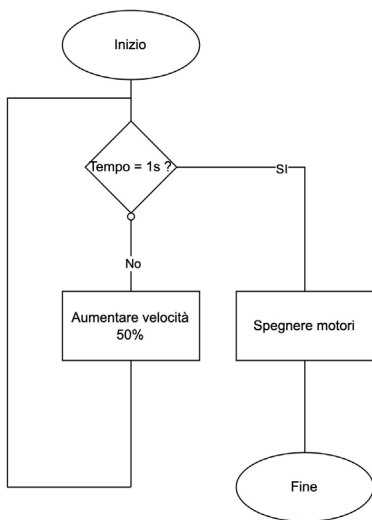 Inizio
Tempo = 1s ?
SI
No
Aumentare velocità
50%
Spegnere motori
Fine